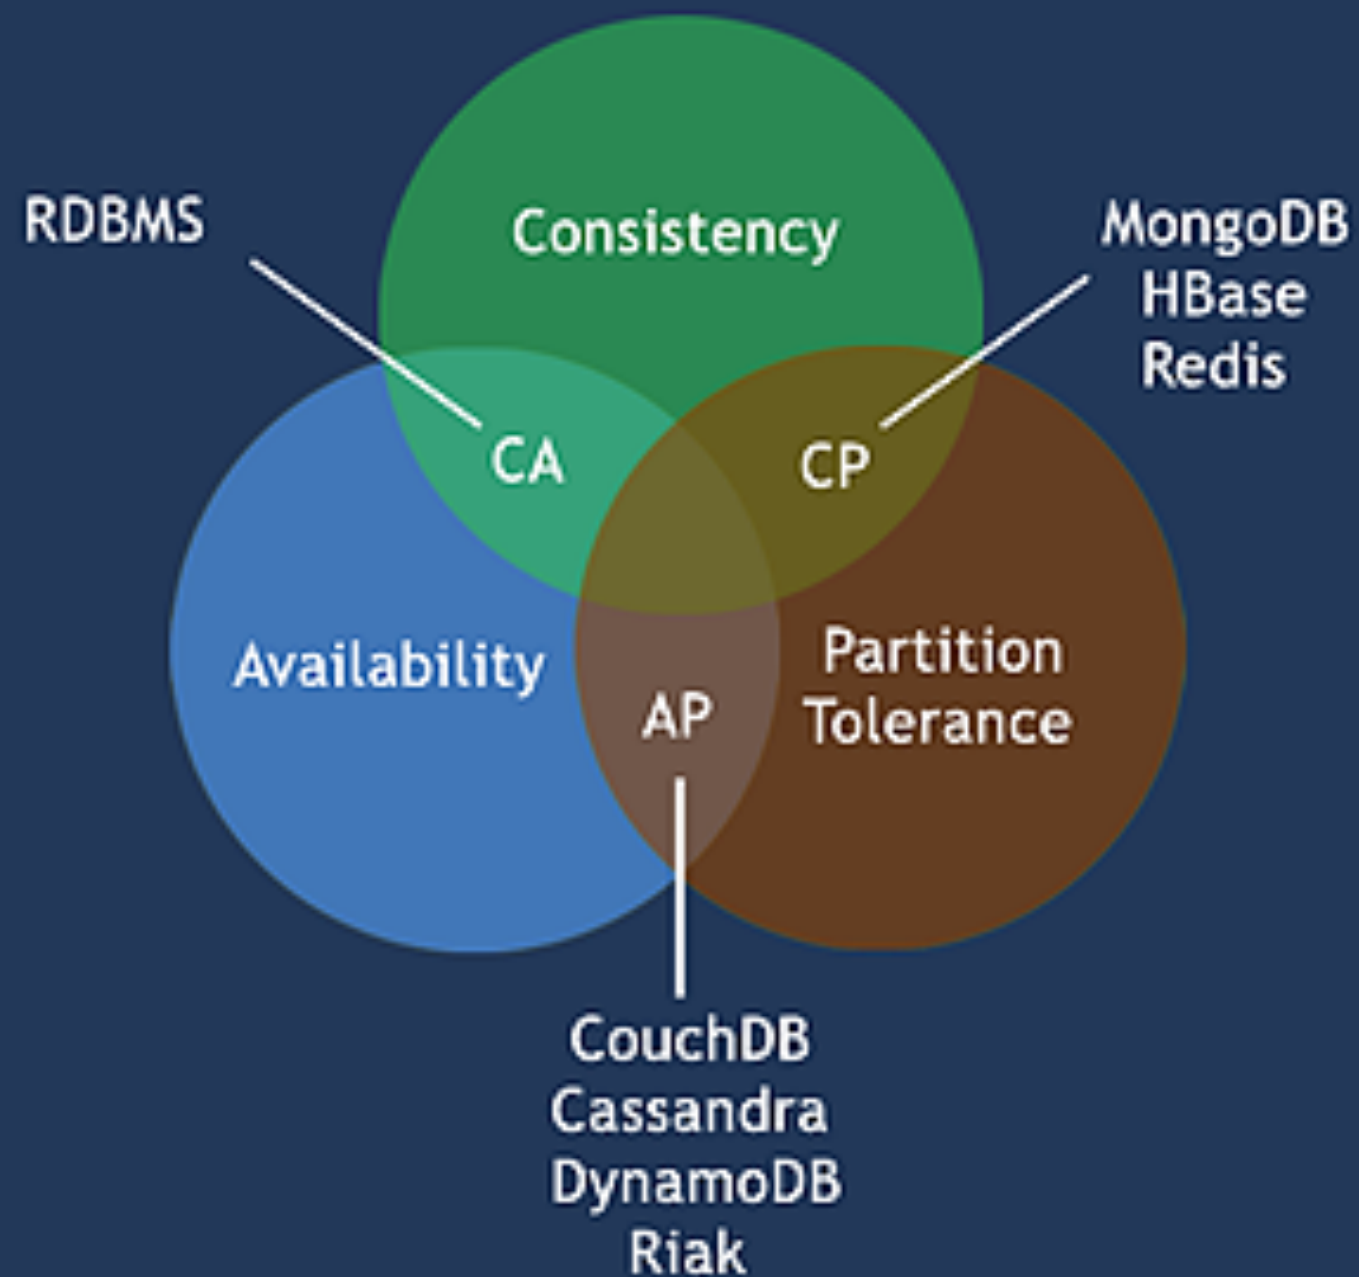 RDBMS
Consistency
MongoDB
HBase
Redis
CA
CP
Availability
Partition
Tolerance
AP
CouchDB
Cassandra
DynamoDB
Riak